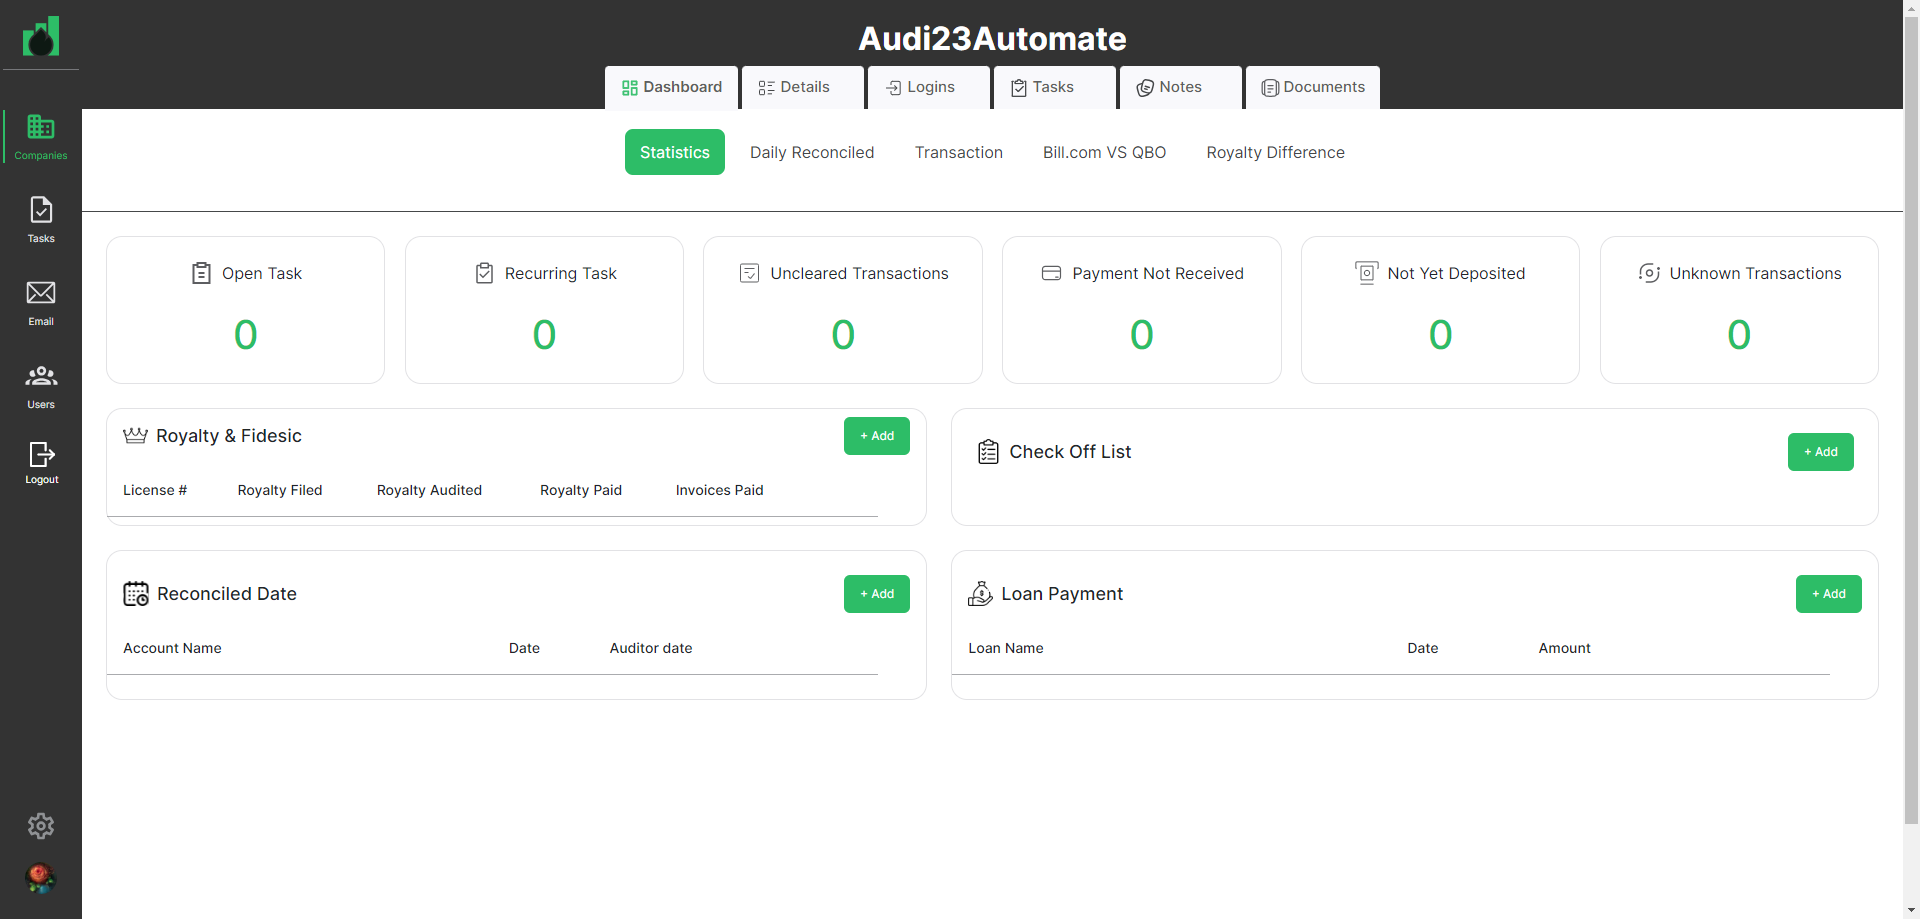 Audi23Automate
Dashboard
Details
Logins
Tasks
Notes
Documents
Companies
Tasks
Email
Users
Logout
Statistics
Daily Reconciled
Transaction
Bill.com VS QBO
Royalty Difference
Open Task
0
Recurring Task
0
Uncleared Transactions
0
Payment Not Received
0
Not Yet Deposited
0
Unknown Transactions
0
Royalty & Fidesic
+ Add
License # Royalty Filed Royalty Audited Royalty Paid Invoices Paid
Check Off List
+ Add
Reconciled Date
+ Add
Account Name Date Auditor date
Loan Payment
+ Add
Loan Name Date Amount